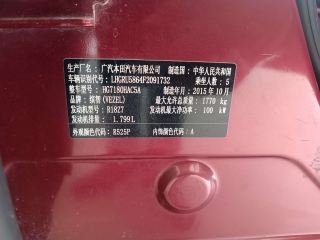 生产厂名：广汽本田汽车有限公司 制造国：中华人民共和国
车辆识别代号：LHGRU5864F2091732 乘坐人数：5
整车型号：HG7180HAC5A 制造年月：2015年10月
品牌：缤智(VEZEL) 最大允许总质量：1770 kg
发动机型号：R18Z7 发动机最大净功率：100 kW
发动机排量：1.799L
外观颜色代码：R525P 内饰颜色代码：A